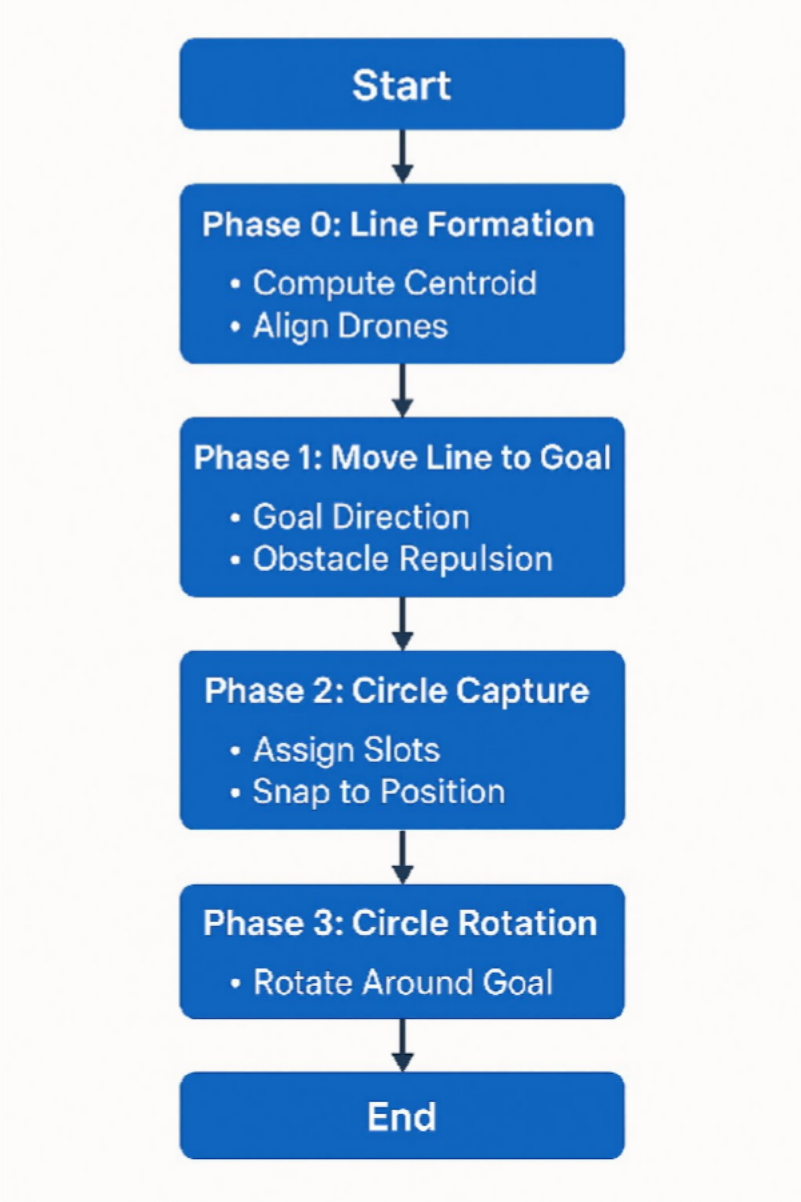 Start
Phase 0: Line Formation
• Compute Centroid
• Align Drones
Phase 1: Move Line to Goal
• Goal Direction
• Obstacle Repulsion
Phase 2: Circle Capture
• Assign Slots
• Snap to Position
Phase 3: Circle Rotation
• Rotate Around Goal
End